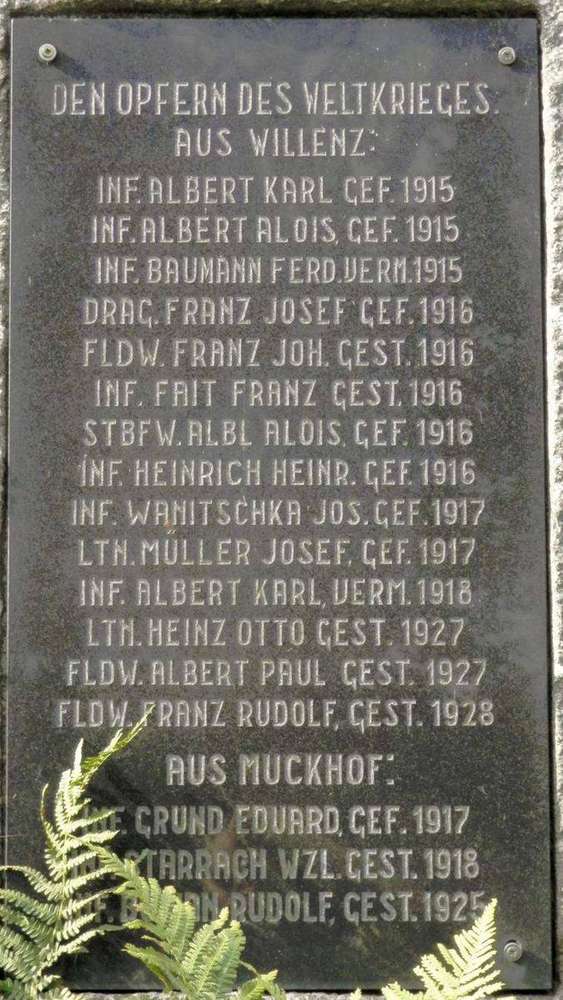 DEN OPFERN DES WELTKRIEGES.
AUS WILLENZ:
INF. ALBERT KARL GEF. 1915
INF. ALBERT ALOIS, GEF. 1915
INF. BAUMANN FERD. VERM. 1915
DRAG. FRANZ JOSEF GEF. 1916
FLDW. FRANZ JOH. GEST. 1916
INF. FAIT FRANZ GEST. 1916
STBFW. ALBL ALOIS, GEF. 1916
INF. HEINRICH HEINR. GEF. 1916
INF. WANITSCHKA JOS. GEF. 1917
LTN. MÜLLER JOSEF, GEF. 1917
INF. ALBERT KARL, VERM. 1918
LTN. HEINZ OTTO GEST. 1927
FLDW. ALBERT PAUL GEST. 1927
FLDW. FRANZ RUDOLF, GEST. 1928
AUS MUCKHOF:
INF. GRUND EDUARD, GEF. 1917
INF. WZL. GEST. 1918
RUDOLF, GEST. 1925